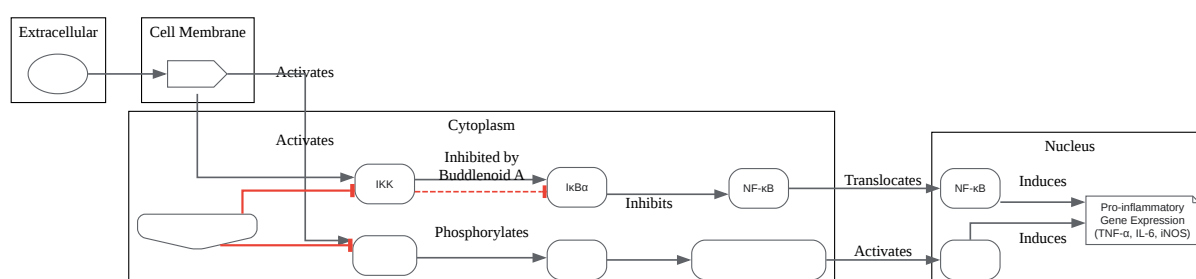 Extracellular
Cell Membrane
Activates
Cytoplasm
Activates
Nucleus
Inhibited by
Buddlenoid A
IKK
IκBα
NF-κB
Translocates
NF-κB
Induces
Inhibits
Pro-inflammatory
Gene Expression
(TNF-α, IL-6, iNOS)
Phosphorylates
Activates
Induces